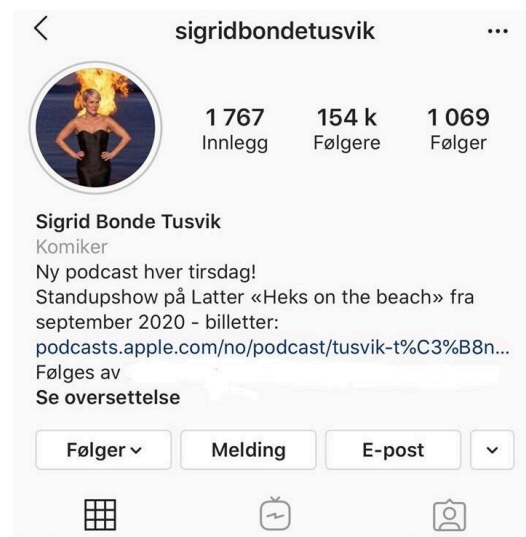 sigridbondetusvik
1 767 154 k 1 069
Innlegg Følgere Følger
Sigrid Bonde Tusvik
Komiker
Ny podcast hver tirsdag!
Standupshow på Latter «Heks on the beach» fra
september 2020 - billetter:
podcasts.apple.com/no/podcast/tusvik-t%C3%B8n...
Følges av
Se oversettelse
Følger Melding E-post